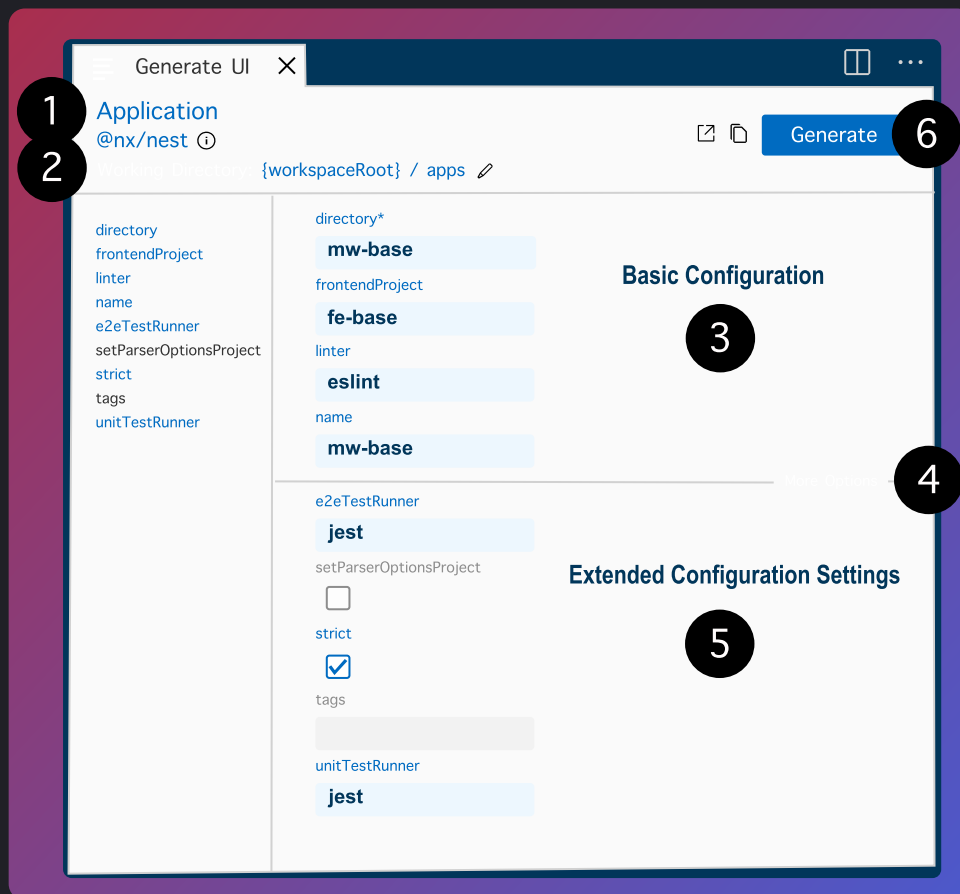 Generate UI
1
Application
@nx/nest
Generate
6
2
Working Directory: {workspaceRoot} / apps
directory
frontendProject
linter
name
e2eTestRunner
setParserOptionsProject
strict
tags
unitTestRunner
directory*
mw-base
frontendProject
fe-base
linter
eslint
name
mw-base
Basic Configuration
3
4
e2eTestRunner
jest
setParserOptionsProject
strict
tags
unitTestRunner
jest
Extended Configuration Settings
5